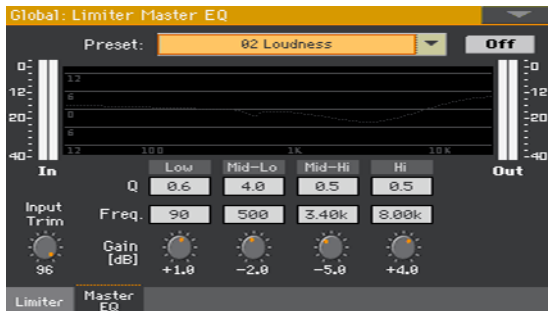 Global: Limiter Master EQ
Preset: 02 Loudness Off
0 0
12 12 12
6
20 0 20
6
40 12 100 1K 10K 40
In Out
Low Mid-Lo Mid-Hi Hi
Q 0.6 4.0 0.5 0.5
Input Trim
Freq. 90 500 3.40k 8.00k
Gain [dB]
96 +1.0 -2.0 -5.0 +4.0
Limiter Master EQ